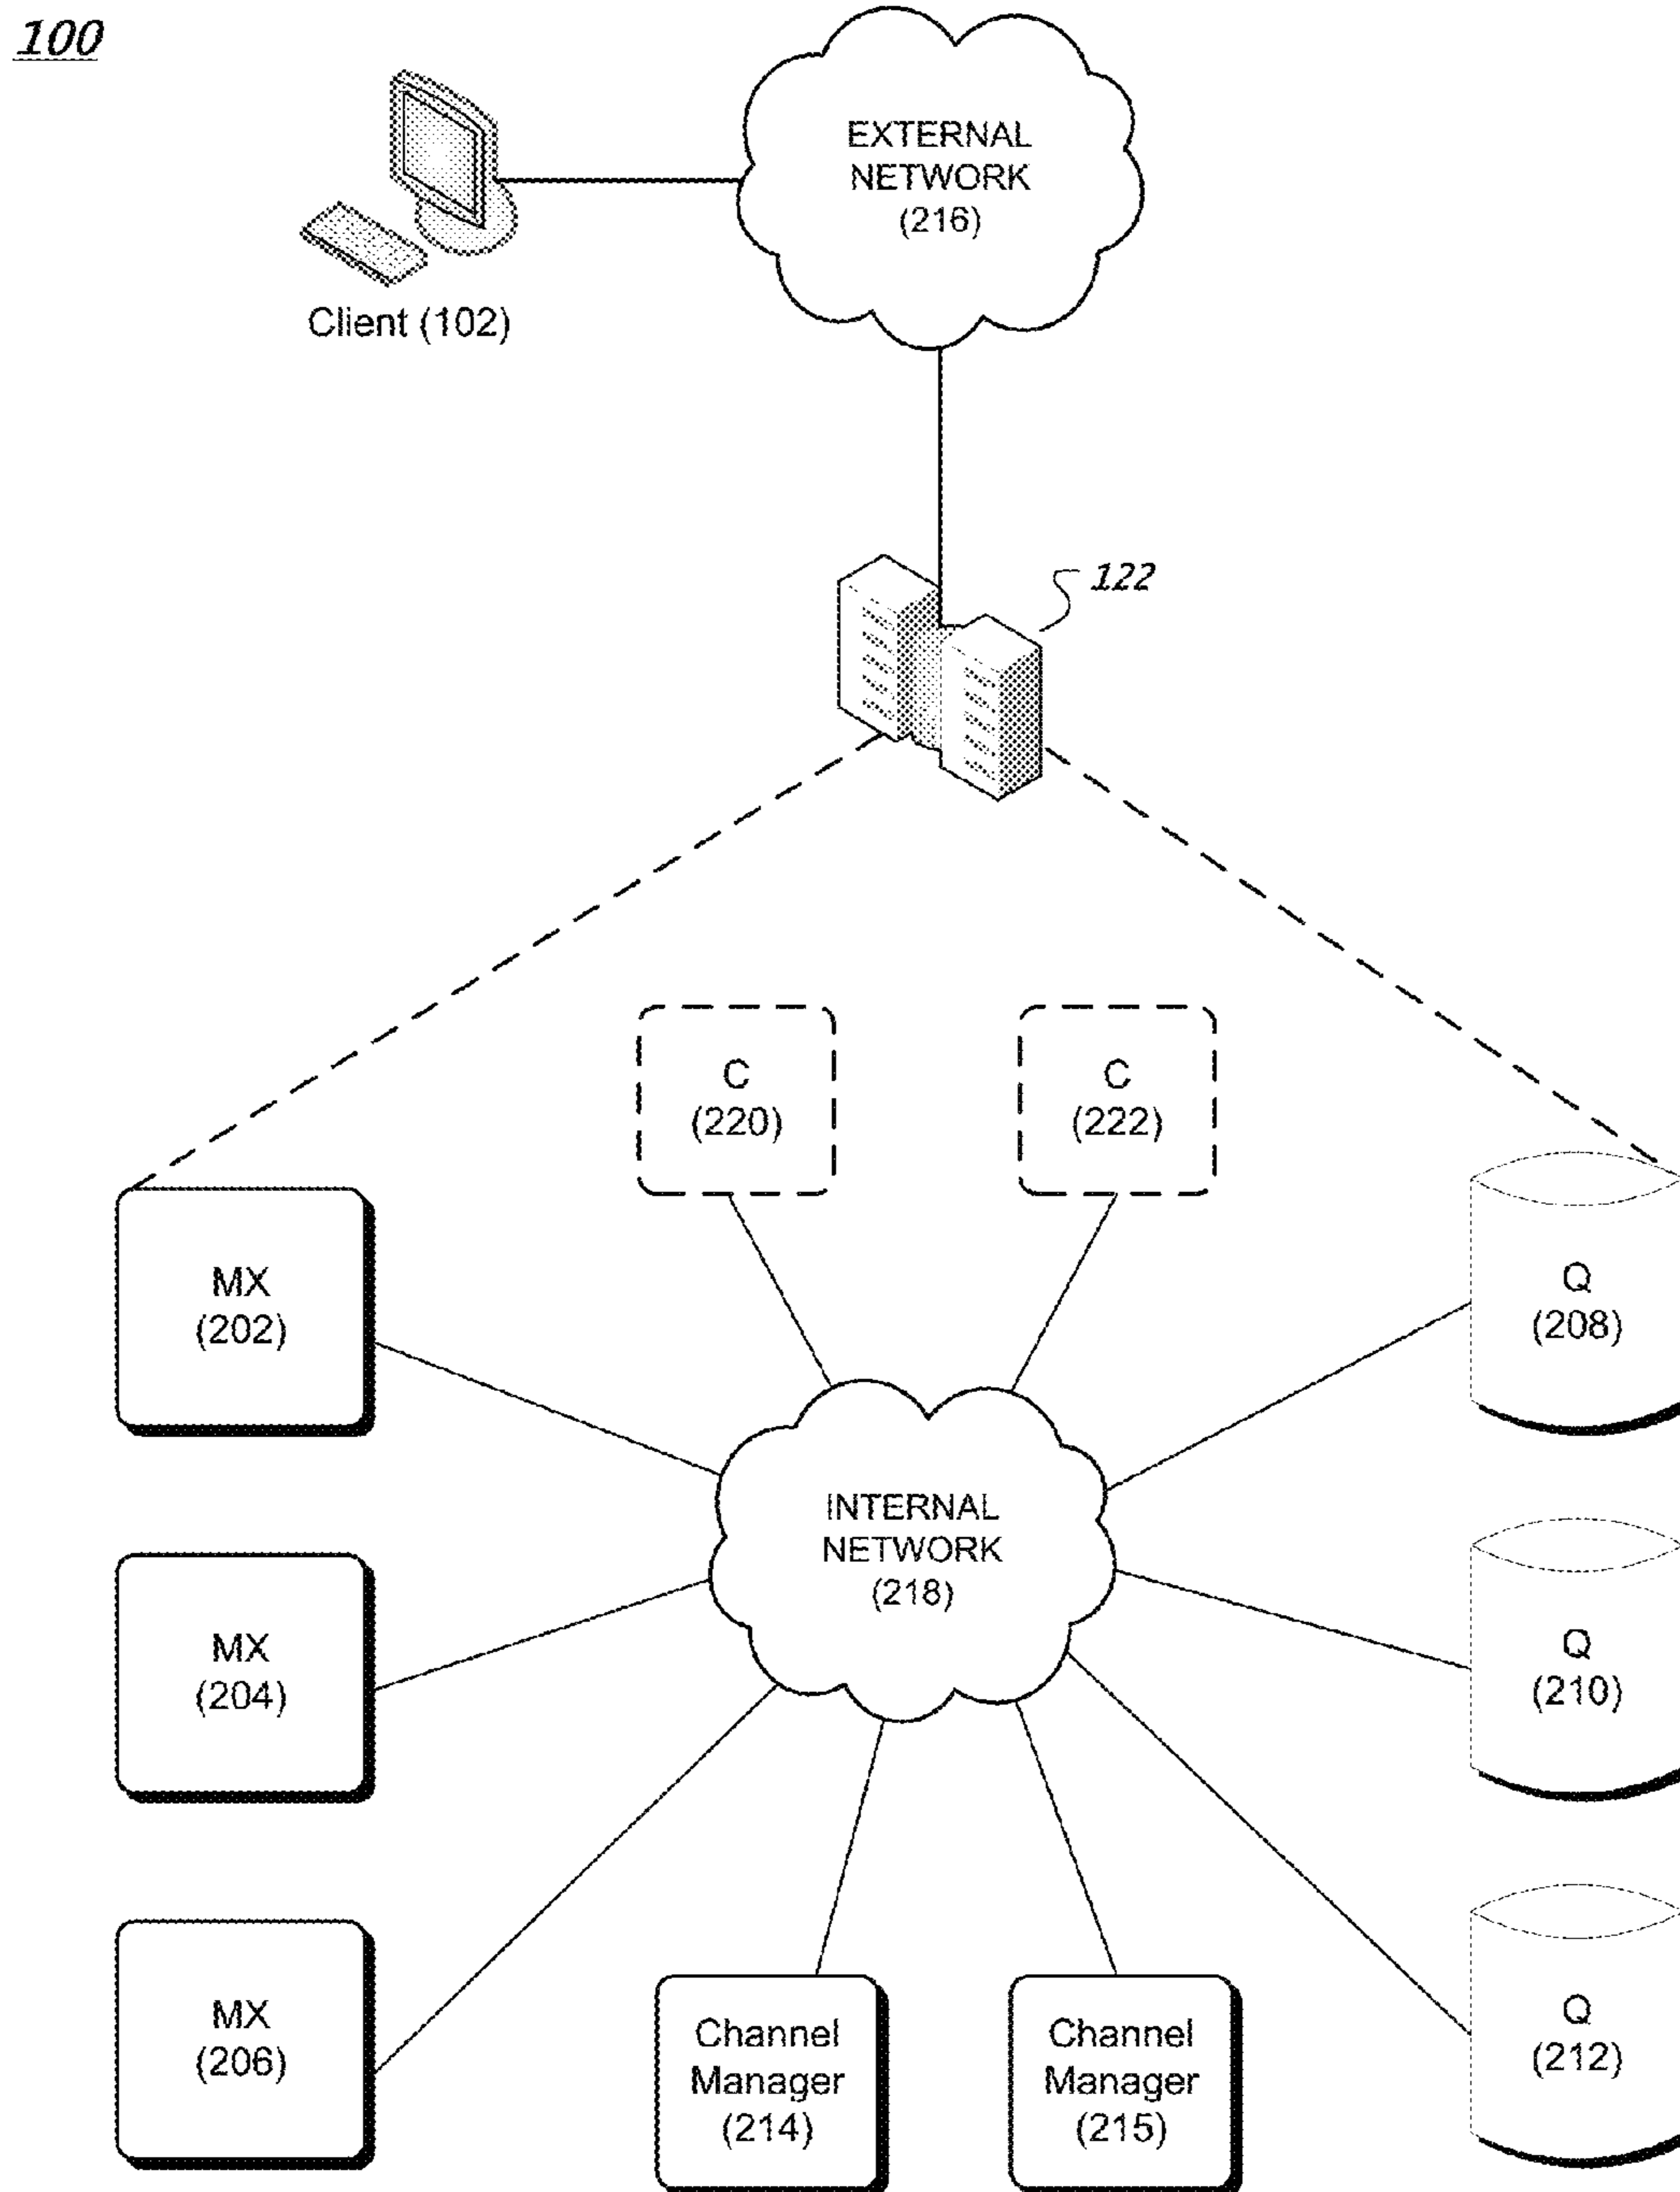 100
EXTERNAL
NETWORK
(216)
Client (102)
122
C
(220)
C
(222)
MX
(202)
Q
(208)
INTERNAL
NETWORK
(218)
MX
(204)
Q
(210)
MX
(206)
Channel
Manager
(214)
Channel
Manager
(215)
Q
(212)